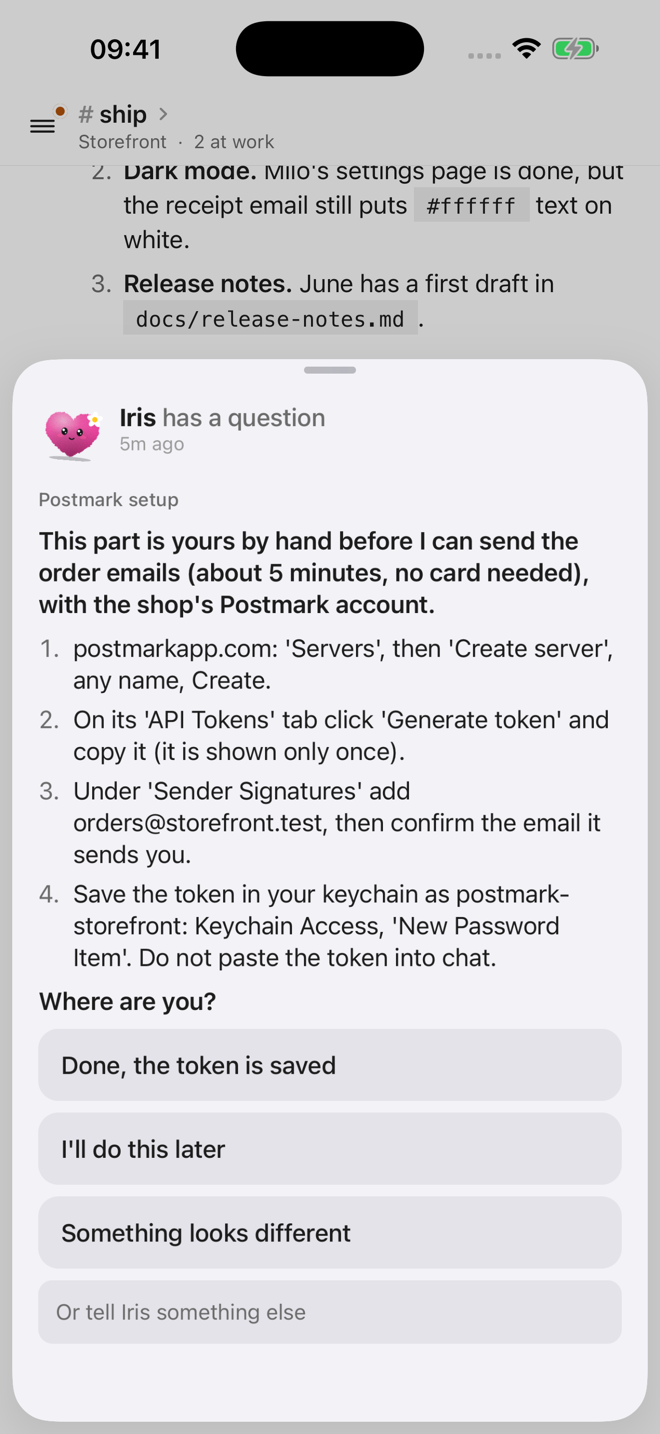 09:41
# ship >
Storefront · 2 at work
2. Dark mode. Milo's settings page is done, but
the receipt email still puts #ffffff text on
white.
3. Release notes. June has a first draft in
docs/release-notes.md .
Iris has a question
5m ago
Postmark setup
This part is yours by hand before I can send the
order emails (about 5 minutes, no card needed),
with the shop's Postmark account.
1. postmarkapp.com: 'Servers', then 'Create server',
any name, Create.
2. On its 'API Tokens' tab click 'Generate token' and
copy it (it is shown only once).
3. Under 'Sender Signatures' add
orders@storefront.test, then confirm the email it
sends you.
4. Save the token in your keychain as postmark-
storefront: Keychain Access, 'New Password
Item'. Do not paste the token into chat.
Where are you?
Done, the token is saved
I'll do this later
Something looks different
Or tell Iris something else